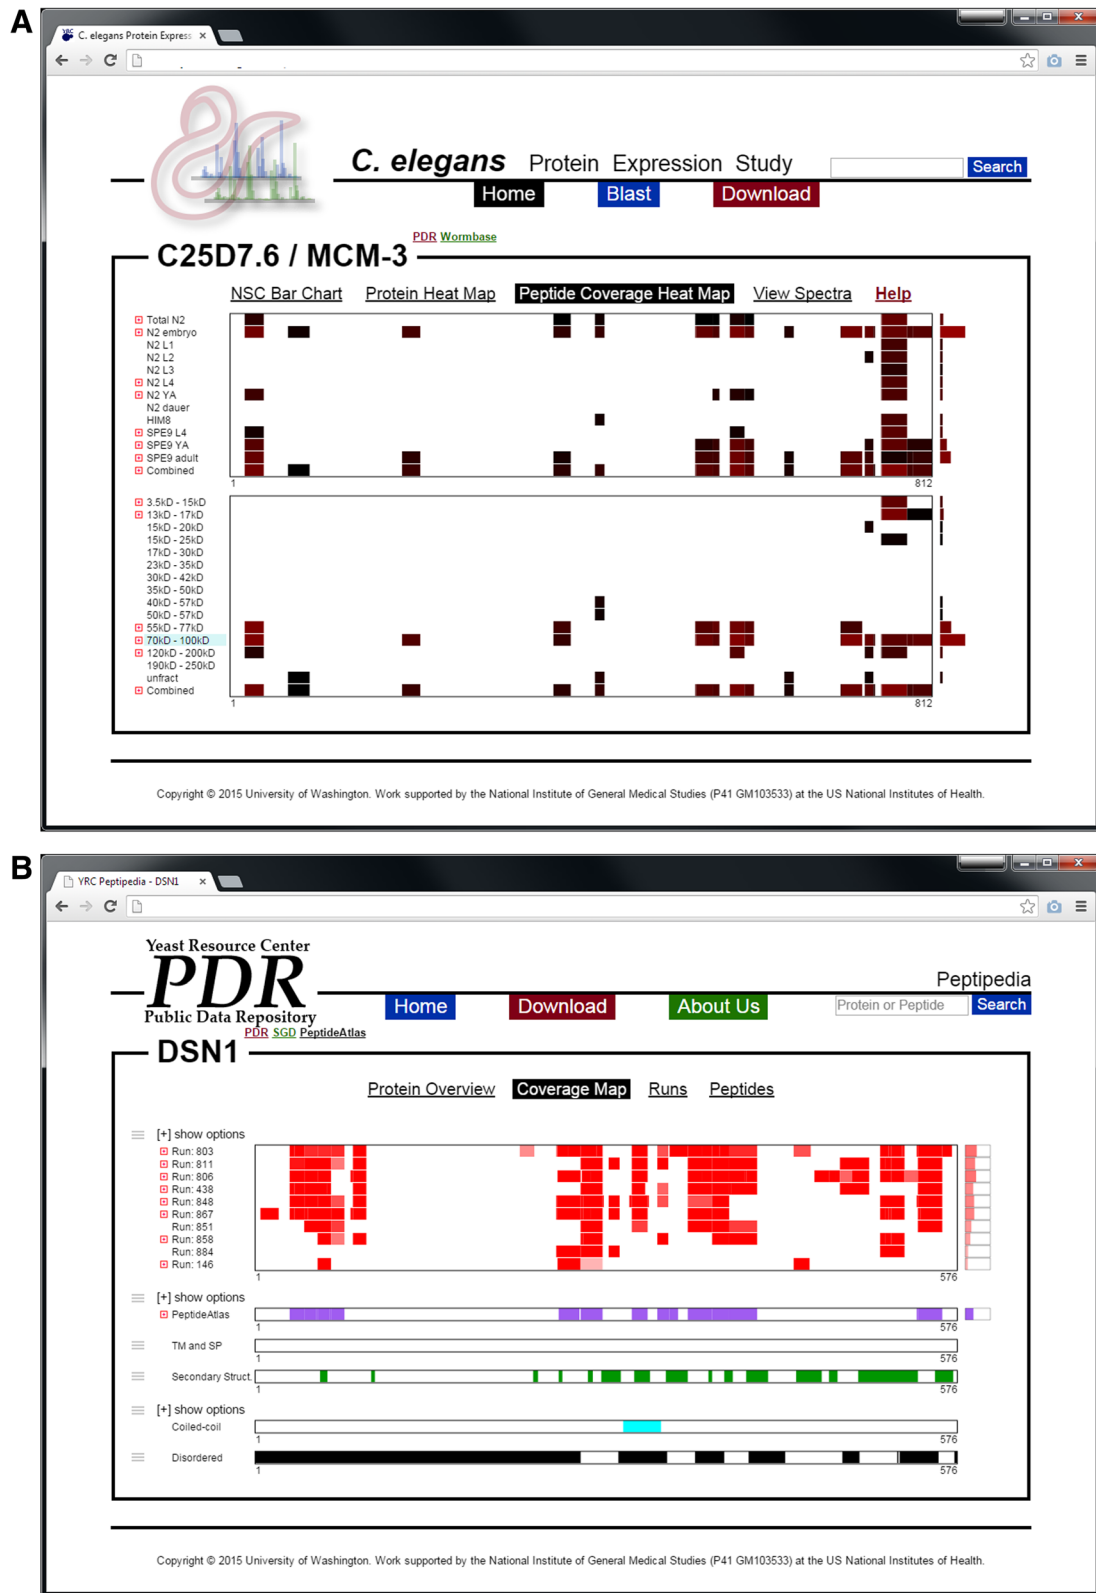 A
C. elegans Protein Express
C. elegans Protein Expression Study
Search
Home Blast Download
PDR Wormbase
C25D7.6 / MCM-3
NSC Bar Chart Protein Heat Map Peptide Coverage Heat Map View Spectra Help
Total N2
N2 embryo
N2 L1
N2 L2
N2 L3
N2 L4
N2 YA
N2 dauer
HIM8
SPE9 L4
SPE9 YA
SPE9 adult
Combined
1 812
3.5kD - 15kD
13kD - 17kD
15kD - 20kD
15kD - 25kD
17kD - 30kD
23kD - 35kD
30kD - 42kD
35kD - 50kD
40kD - 57kD
50kD - 57kD
55kD - 77kD
70kD - 100kD
120kD - 200kD
190kD - 250kD
unfract
Combined
1 812
Copyright © 2015 University of Washington. Work supported by the National Institute of General Medical Studies (P41 GM103533) at the US National Institutes of Health.
B
YRC Peptipedia - DSN1
Yeast Resource Center
PDR
Public Data Repository
Peptipedia
Home Download About Us Protein or Peptide Search
PDR SGD PeptideAtlas
DSN1
Protein Overview Coverage Map Runs Peptides
[+] show options
Run: 803
Run: 811
Run: 806
Run: 438
Run: 848
Run: 867
Run: 851
Run: 858
Run: 884
Run: 146
1 576
[+] show options
PeptideAtlas
1 576
TM and SP
1 576
Secondary Struct.
1 576
[+] show options
Coiled-coil
1 576
Disordered
1 576
Copyright © 2015 University of Washington. Work supported by the National Institute of General Medical Studies (P41 GM103533) at the US National Institutes of Health.